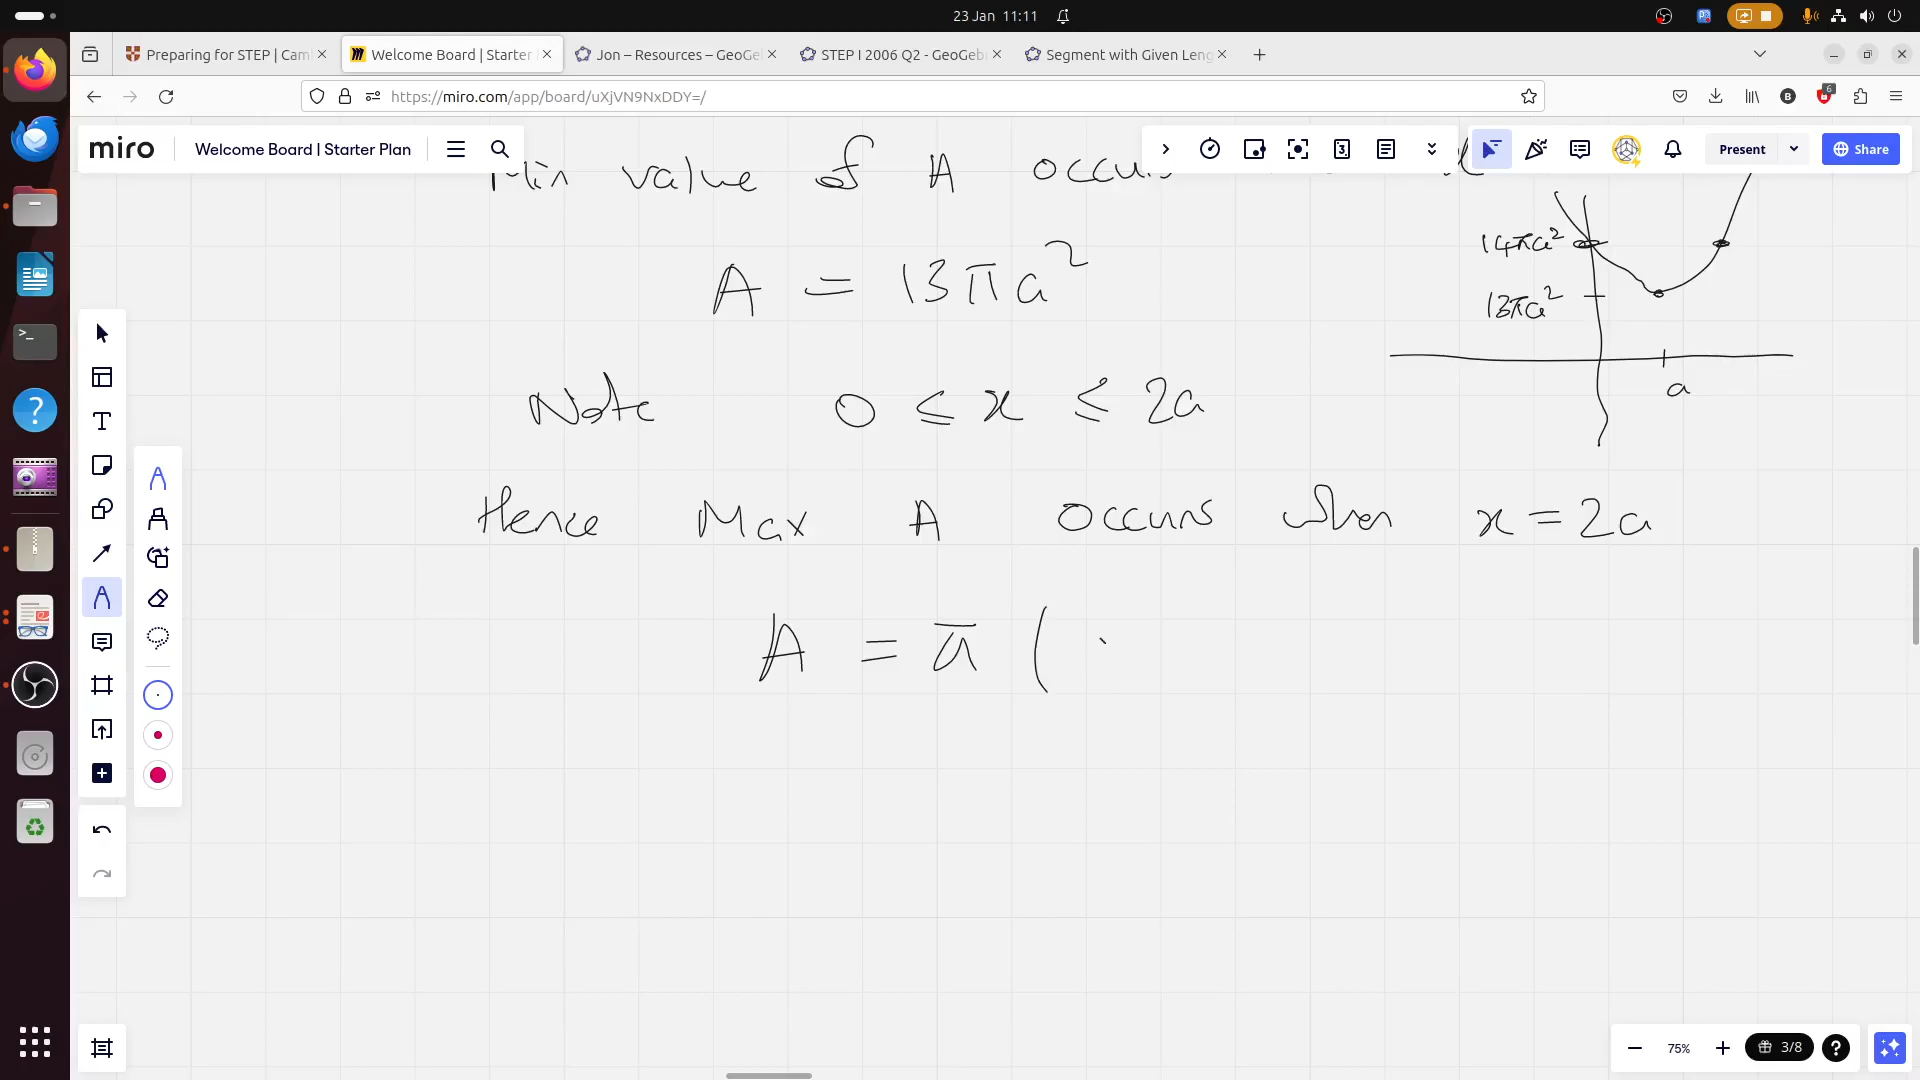 23 Jan 11:11
Preparing for STEP | Cam
Welcome Board | Starter
Jon – Resources – GeoGe
STEP I 2006 Q2 - GeoGeb
Segment with Given Leng
https://miro.com/app/board/uXjVN9NxDDY=/
6
miro
Welcome Board | Starter Plan
Present
Share
Min value of A occurs
14πa²
A = 13πa²
13πa²
a
Note 0 ≤ x ≤ 2a
Hence Max A occurs when x = 2a
A = π (
75%
3/8